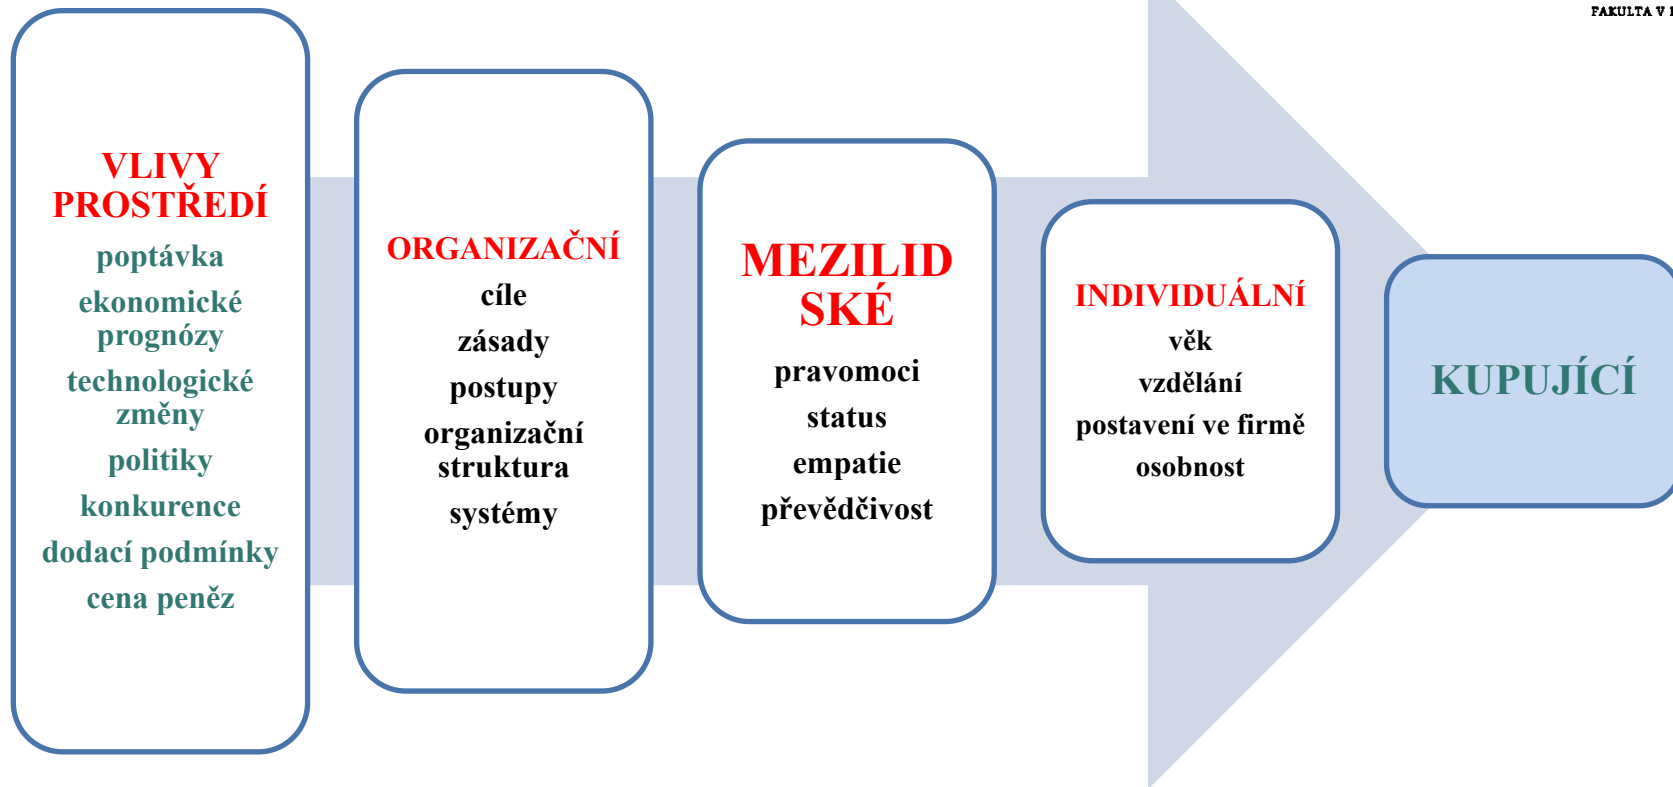 FAKULTA V
VLIVY
PROSTŘEDÍ
poptávka
ekonomické
prognózy
technologické
změny
politiky
konkurence
dodací podmínky
cena peněz
ORGANIZAČNÍ
cíle
zásady
postupy
organizační
struktura
systémy
MEZILID
SKÉ
pravomoci
status
empatie
převědčivost
INDIVIDUÁLNÍ
věk
vzdělání
postavení ve firmě
osobnost
KUPUJÍCÍ